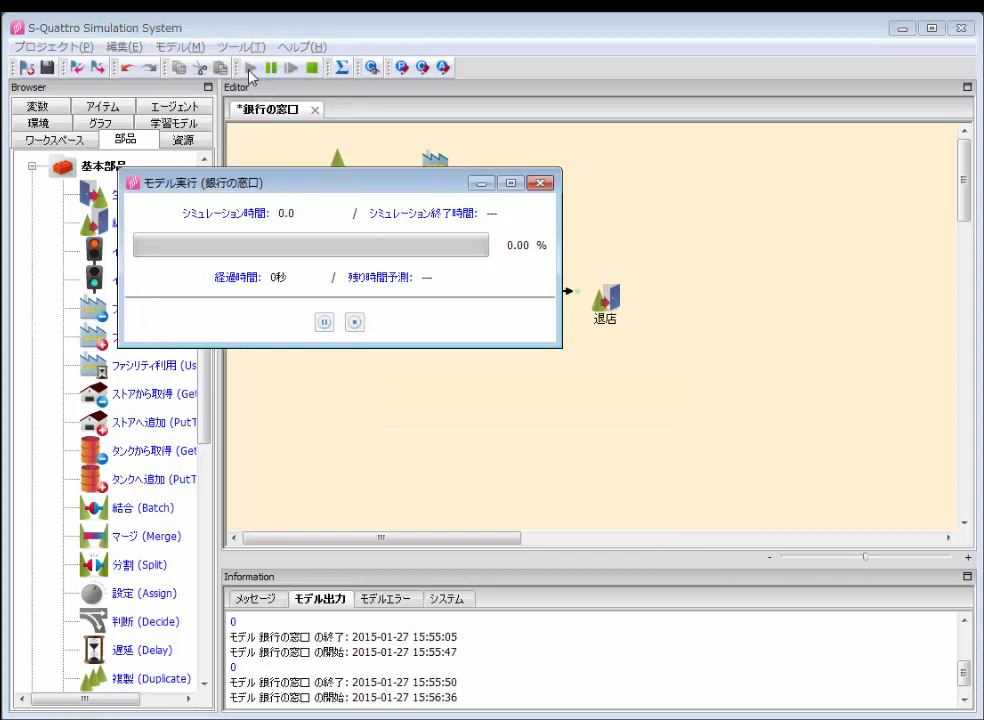 S-Quattro Simulation System
プロジェクト(P) 編集(E) モデル(M) ツール(T) ヘルプ(H)
Browser
Editor
変数 アイテム エージェント
環境 グラフ 学習モデル
ワークスペース 部品 資源
*銀行の窓口
基本部品
モデル実行 (銀行の窓口)
シミュレーション時間: 0.0 / シミュレーション終了時間: ---
0.00 %
経過時間: 0秒 / 残り時間予測: ---
退店
ファシリティ利用 (Us
ストアから取得 (Get
ストアへ追加 (PutT
タンクから取得 (Get
タンクへ追加 (PutT
結合 (Batch)
マージ (Merge)
分割 (Split)
設定 (Assign)
判断 (Decide)
遅延 (Delay)
複製 (Duplicate)
- +
Information
メッセージ モデル出力 モデルエラー システム
0
モデル 銀行の窓口 の終了: 2015-01-27 15:55:05
モデル 銀行の窓口 の開始: 2015-01-27 15:55:47
0
モデル 銀行の窓口 の終了: 2015-01-27 15:55:50
モデル 銀行の窓口 の開始: 2015-01-27 15:56:36